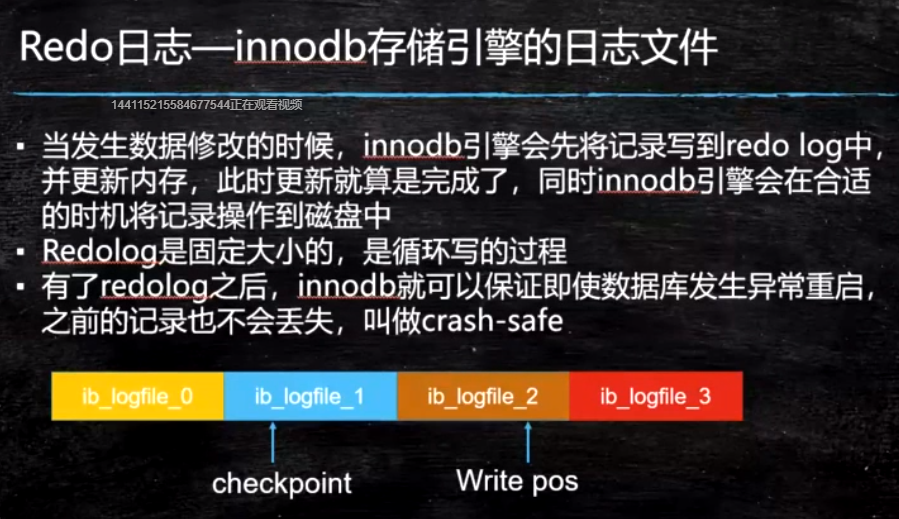 Redo日志—innodb存储引擎的日志文件
144115215584677544正在观看视频
▪ 当发生数据修改的时候，innodb引擎会先将记录写到redo log中，
并更新内存，此时更新就算是完成了，同时innodb引擎会在合适
的时机将记录操作到磁盘中
▪ Redolog是固定大小的，是循环写的过程
▪ 有了redolog之后，innodb就可以保证即使数据库发生异常重启，
之前的记录也不会丢失，叫做crash-safe
ib_logfile_0 ib_logfile_1 ib_logfile_2 ib_logfile_3
checkpoint Write pos